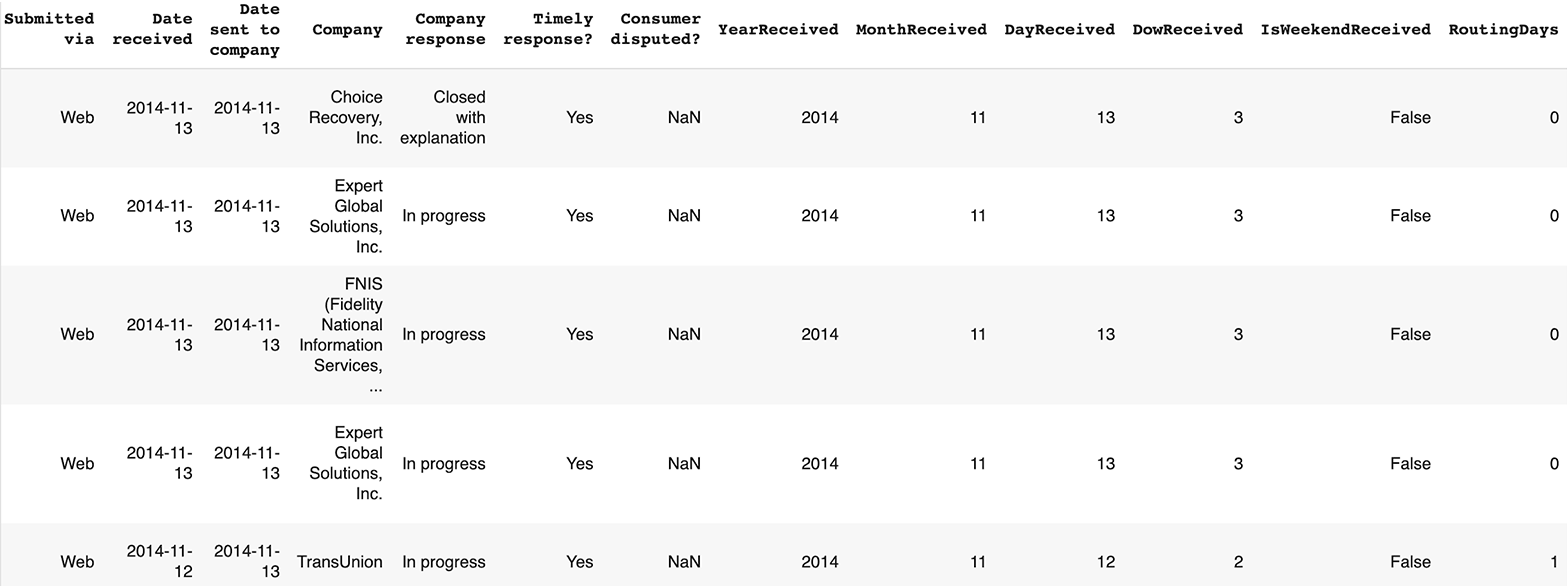 Submitted via Date received Date sent to company Company Company response Timely response? Consumer disputed? YearReceived MonthReceived DayReceived DowReceived IsWeekendReceived RoutingDays
Web 2014-11-13 2014-11-13 Choice Recovery, Inc. Closed with explanation Yes NaN 2014 11 13 3 False 0
Web 2014-11-13 2014-11-13 Expert Global Solutions, Inc. In progress Yes NaN 2014 11 13 3 False 0
Web 2014-11-13 2014-11-13 FNIS (Fidelity National Information Services, ... In progress Yes NaN 2014 11 13 3 False 0
Web 2014-11-13 2014-11-13 Expert Global Solutions, Inc. In progress Yes NaN 2014 11 13 3 False 0
Web 2014-11-12 2014-11-13 TransUnion In progress Yes NaN 2014 11 12 2 False 1